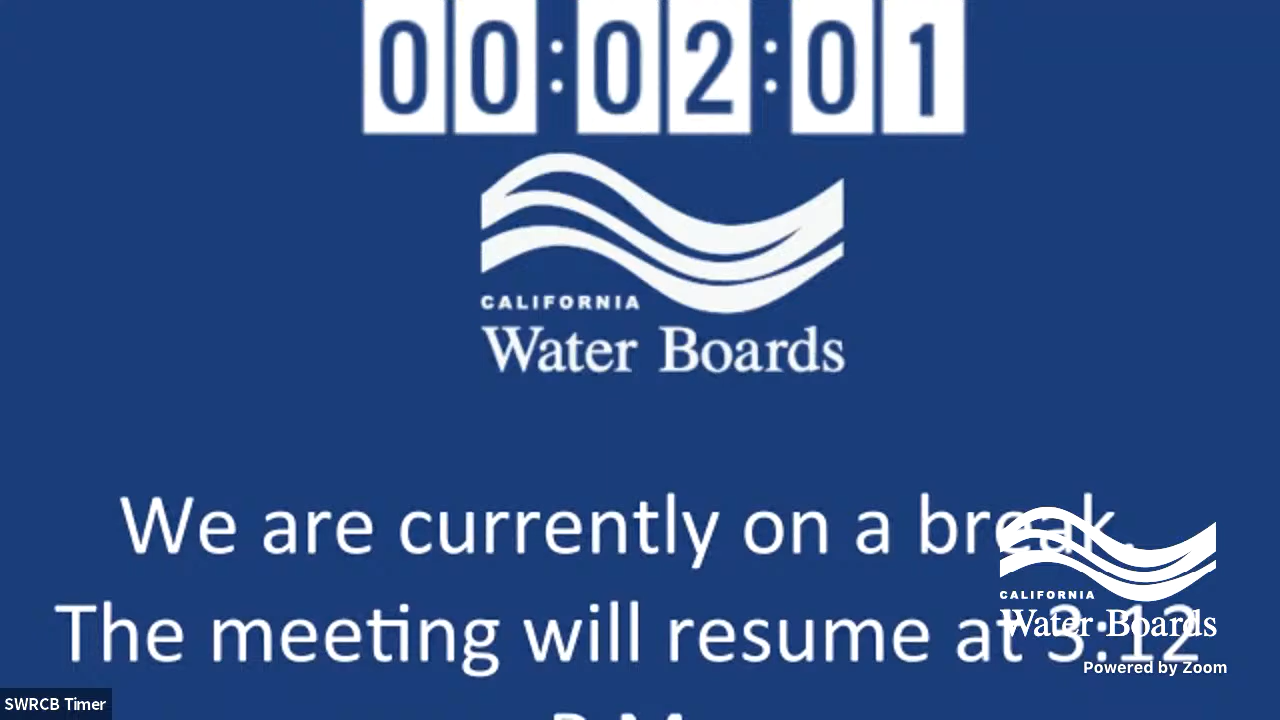 00:02:01
CALIFORNIA
Water Boards
We are currently on a break.
The meeting will resume at 3:12
P.M.
CALIFORNIA
Water Boards
Powered by Zoom
SWRCB Timer